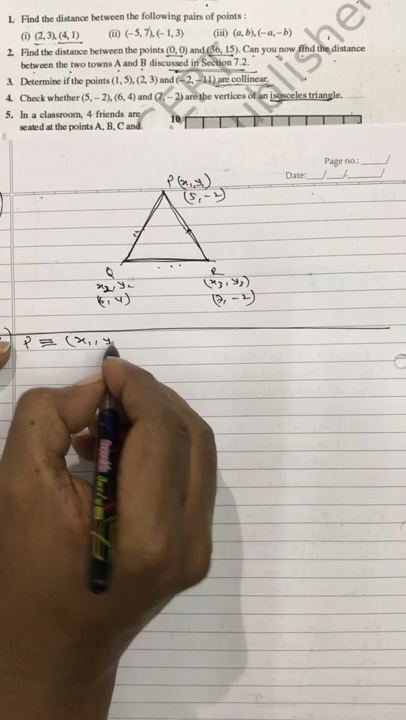 1. Find the distance between the following pairs of points :
(i) (2, 3), (4, 1) (ii) (– 5, 7), (– 1, 3) (iii) (a, b), (– a, – b)
2. Find the distance between the points (0, 0) and (36, 15). Can you now find the distance
between the two towns A and B discussed in Section 7.2.
3. Determine if the points (1, 5), (2, 3) and (– 2, – 11) are collinear.
4. Check whether (5, – 2), (6, 4) and (7, – 2) are the vertices of an isosceles triangle.
5. In a classroom, 4 friends are
seated at the points A, B, C and
10
Publisher
Page no.:
Date: / /
P (x₁, y₁)
(5, -2)
Q
R
x₂, y₂
(x₃, y₃)
(6, 4)
(7, -2)
P ≡ (x₁, y